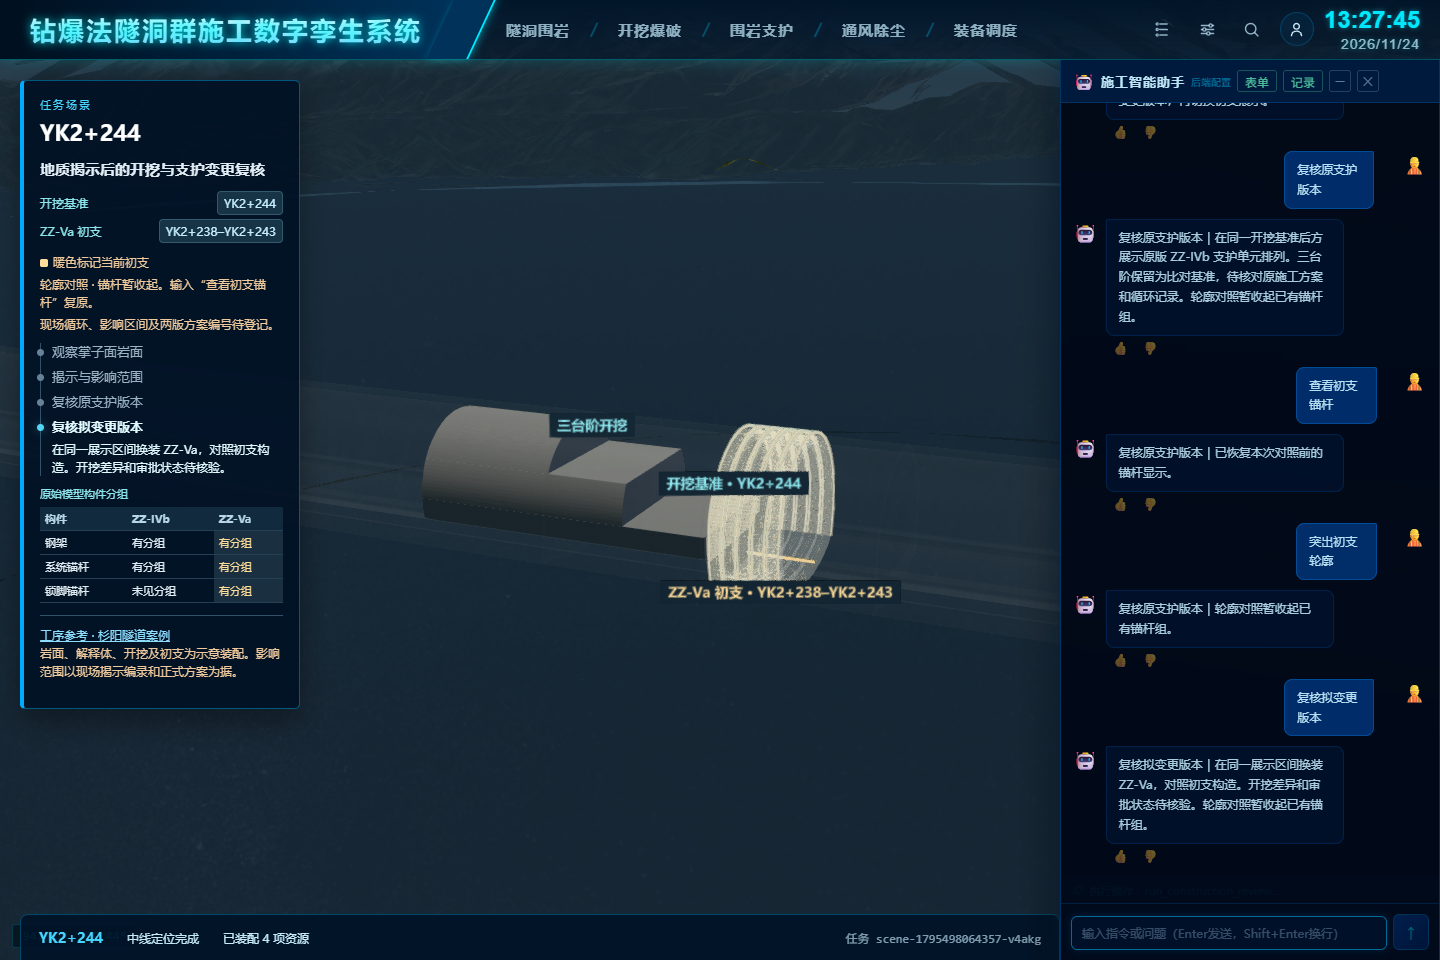 钻爆法隧洞群施工数字孪生系统
隧洞围岩 / 开挖爆破 / 围岩支护 / 通风除尘 / 装备调度
13:27:45
2026/11/24
任务场景
YK2+244
地质揭示后的开挖与支护变更复核
开挖基准 YK2+244
ZZ-Va 初支 YK2+238—YK2+243
暖色标记当前初支
轮廓对照 · 锚杆暂收起。输入“查看初支锚
杆”复原。
现场循环、影响区间及两版方案编号待登记。
观察掌子面岩面
揭示与影响范围
复核原支护版本
复核拟变更版本
在同一展示区间换装 ZZ-Va，对照初支构
造。开挖差异和审批状态待核验。
原始模型构件分组
构件 ZZ-IVb ZZ-Va
钢架 有分组 有分组
系统锚杆 有分组 有分组
锁脚锚杆 未见分组 有分组
工序参考 · 杉阳隧道案例
岩面、解释体、开挖及初支为示意装配。影响
范围以现场揭示编录和正式方案为据。
三台阶开挖
开挖基准 • YK2+244
ZZ-Va 初支 • YK2+238—YK2+243
YK2+244 中线定位完成 已装配 4 项资源
任务 scene-1795498064357-v4akg
施工智能助手 后端配置 表单 记录
复核原支护
版本
复核原支护版本 | 在同一开挖基准后方
展示原版 ZZ-IVb 支护单元排列。三台
阶保留为比对基准，待核对原施工方案
和循环记录。轮廓对照暂收起已有锚杆
组。
查看初支
锚杆
复核原支护版本 | 已恢复本次对照前的
锚杆显示。
突出初支
轮廓
复核原支护版本 | 轮廓对照暂收起已
有锚杆组。
复核拟变更
版本
复核拟变更版本 | 在同一展示区间换装
ZZ-Va，对照初支构造。开挖差异和审
批状态待核验。轮廓对照暂收起已有锚
杆组。
输入指令或问题（Enter发送，Shift+Enter换行）